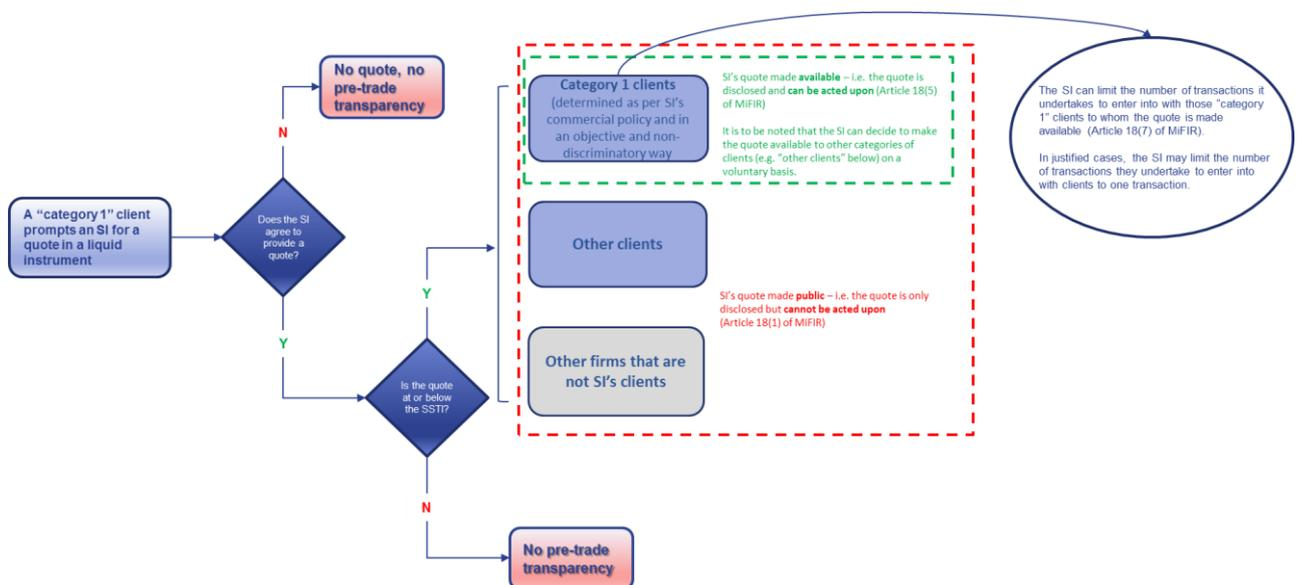 No quote, no
pre-trade
transparency
N
A “category 1” client
prompts an SI for a
quote in a liquid
instrument
Does the SI
agree to
provide a
quote?
Y
Category 1 clients
(determined as per SI’s
commercial policy and in
an objective and non-
discriminatory way
SI’s quote made available – i.e. the quote is
disclosed and can be acted upon (Article 18(5)
of MiFIR)
It is to be noted that the SI can decide to make
the quote available to other categories of
clients (e.g. “other clients” below) on a
voluntary basis.
The SI can limit the number of transactions it
undertakes to enter into with those “category
1” clients to whom the quote is made
available (Article 18(7) of MiFIR).
In justified cases, the SI may limit the number
of transactions they undertake to enter into
with clients to one transaction.
Other clients
Y
SI’s quote made public – i.e. the quote is only
disclosed but cannot be acted upon
(Article 18(1) of MiFIR)
Other firms that are
not SI’s clients
Is the quote
at or below
the SSTI?
N
No pre-trade
transparency